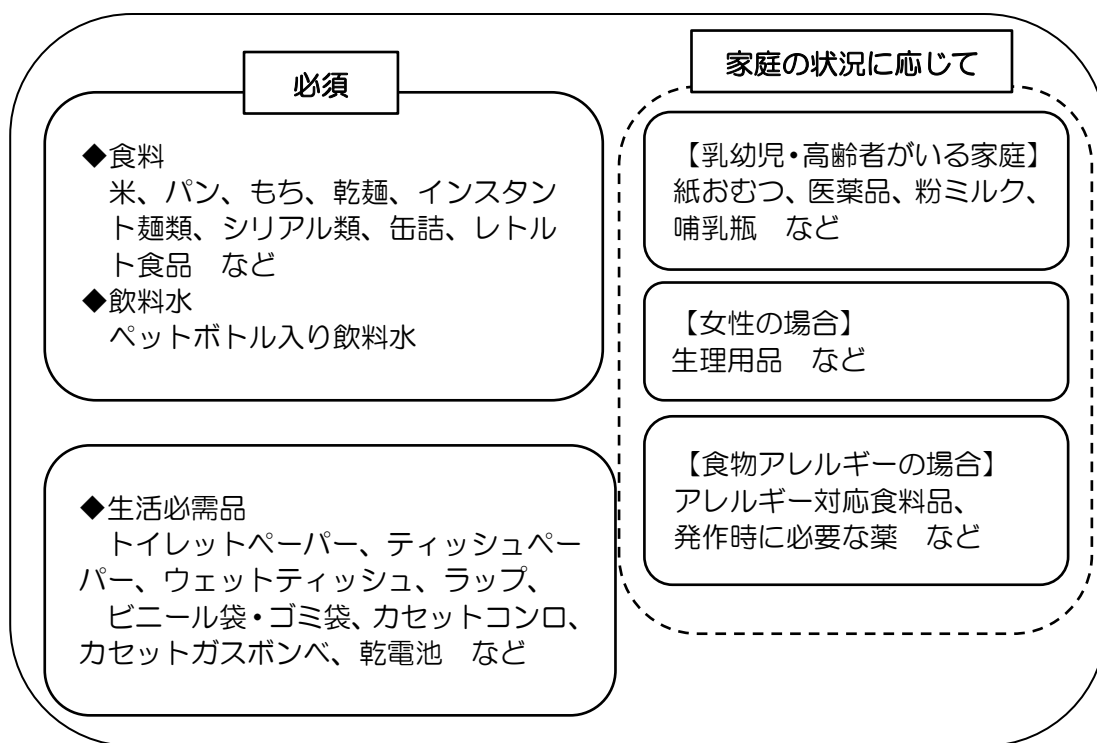 必須
◆食料
米、パン、もち、乾麺、インスタン
ト麺類、シリアル類、缶詰、レトル
ト食品　など
◆飲料水
ペットボトル入り飲料水
◆生活必需品
トイレットペーパー、ティッシュペー
パー、ウェットティッシュ、ラップ、
ビニール袋・ゴミ袋、カセットコンロ、
カセットガスボンベ、乾電池　など
家庭の状況に応じて
【乳幼児・高齢者がいる家庭】
紙おむつ、医薬品、粉ミルク、
哺乳瓶　など
【女性の場合】
生理用品　など
【食物アレルギーの場合】
アレルギー対応食料品、
発作時に必要な薬　など